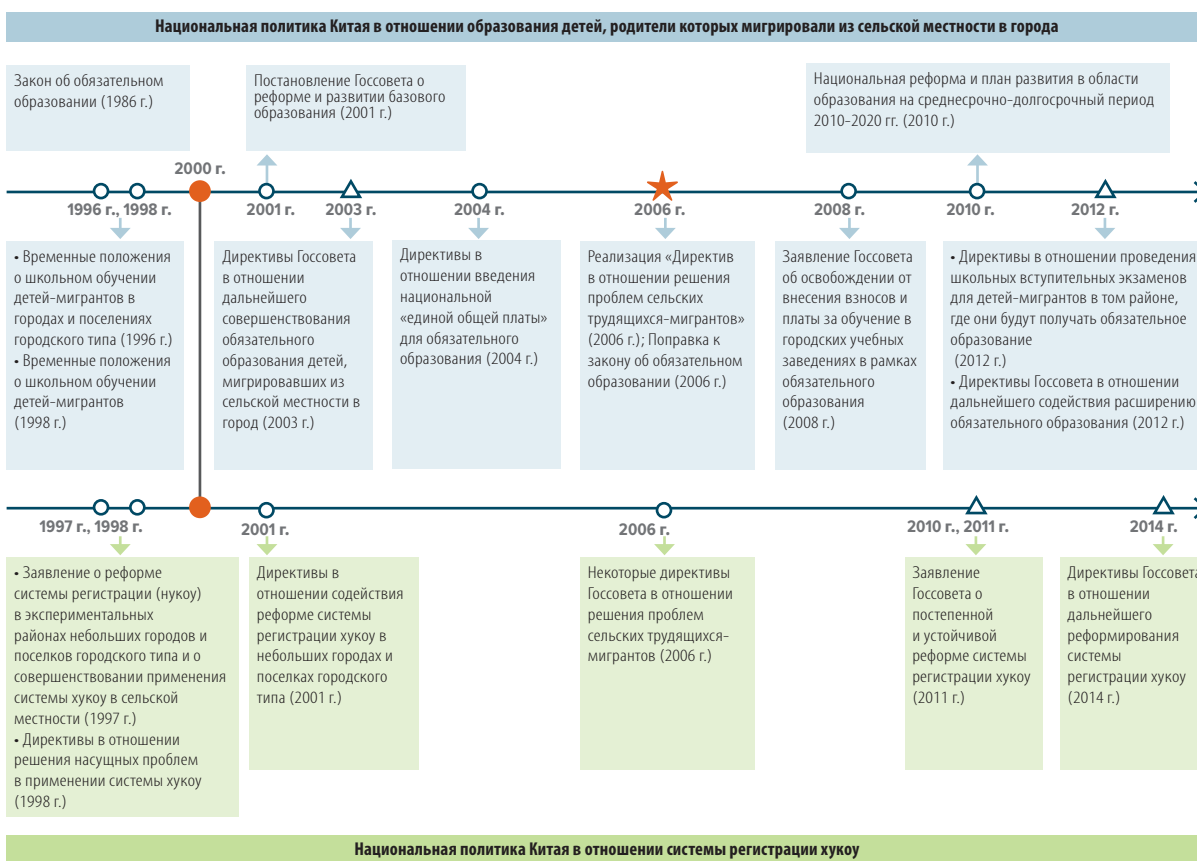 Национальная политика Китая в отношении образования детей, родители которых мигрировали из сельской местности в города
Закон об обязательном
образовании (1986 г.)
Постановление Госсовета о
реформе и развитии базового
образования (2001 г.)
Национальная реформа и план развития в области
образования на среднесрочно-долгосрочный период
2010-2020 гг. (2010 г.)
2000 г.
1996 г., 1998 г.
2001 г.
2003 г.
2004 г.
2006 г.
2008 г.
2010 г.
2012 г.
• Временные положения
о школьном обучении
детей-мигрантов в
городах и поселениях
городского типа (1996 г.)
• Временные положения
о школьном обучении
детей-мигрантов
(1998 г.)
Директивы Госсовета
в отношении
дальнейшего
совершенствования
обязательного
образования детей,
мигрировавших из
сельской местности в
город (2003 г.)
Директивы в
отношении введения
национальной
«единой общей платы»
для обязательного
образования (2004 г.)
Реализация «Директив
в отношении решения
проблем сельских
трудящихся-мигрантов»
(2006 г.); Поправка к
закону об обязательном
образовании (2006 г.)
Заявление Госсовета
об освобождении от
внесения взносов и
платы за обучение в
городских учебных
заведениях в рамках
обязательного
образования
(2008 г.)
• Директивы в отношении проведения
школьных вступительных экзаменов
для детей-мигрантов в том районе,
где они будут получать обязательное
образование
(2012 г.)
• Директивы Госсовета в отношении
дальнейшего содействия расширению
обязательного образования (2012 г.)
1997 г., 1998 г.
2001 г.
2006 г.
2010 г., 2011 г.
2014 г.
• Заявление о реформе
системы регистрации (нукоу)
в экспериментальных
районах небольших городов и
поселков городского типа и о
совершенствовании применения
системы хукоу в сельской
местности (1997 г.)
• Директивы в отношении
решения насущных проблем
в применении системы хукоу
(1998 г.)
Директивы в
отношении содействия
реформе системы
регистрации хукоу в
небольших городах и
поселках городского
типа (2001 г.)
Некоторые директивы
Госсовета в отношении
решения проблем
сельских трудящихся-
мигрантов (2006 г.)
Заявление
Госсовета о
постепенной
и устойчивой
реформе системы
регистрации хукоу
(2011 г.)
Директивы Госсовета
в отношении
дальнейшего
реформирования
системы
регистрации хукоу
(2014 г.)
Национальная политика Китая в отношении системы регистрации хукоу